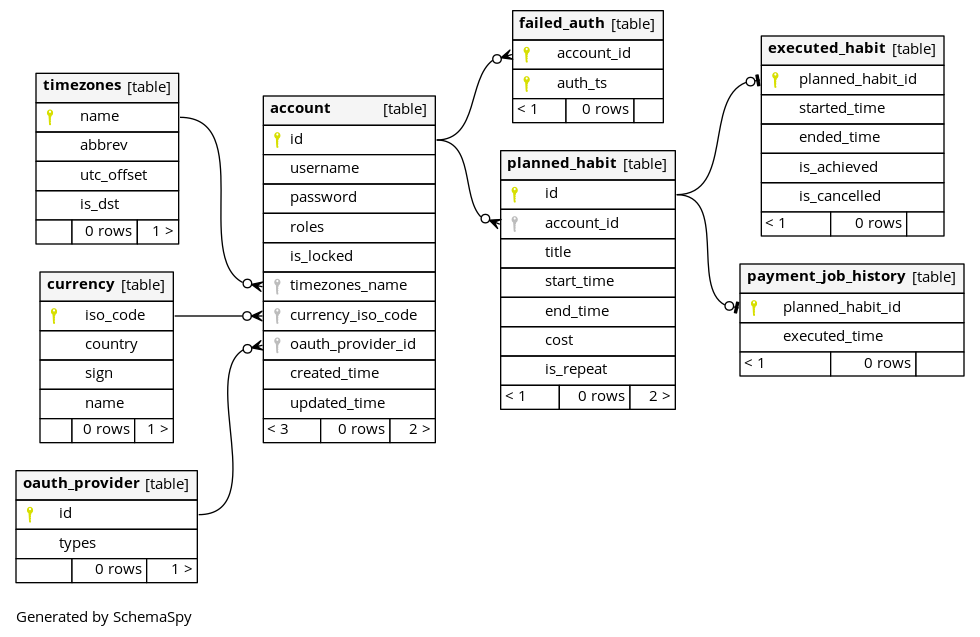 timezones [table]
name
abbrev
utc_offset
is_dst
0 rows 1 >
currency [table]
iso_code
country
sign
name
0 rows 1 >
oauth_provider [table]
id
types
0 rows 1 >
account [table]
id
username
password
roles
is_locked
timezones_name
currency_iso_code
oauth_provider_id
created_time
updated_time
< 3 0 rows 2 >
failed_auth [table]
account_id
auth_ts
< 1 0 rows
planned_habit [table]
id
account_id
title
start_time
end_time
cost
is_repeat
< 1 0 rows 2 >
executed_habit [table]
planned_habit_id
started_time
ended_time
is_achieved
is_cancelled
< 1 0 rows
payment_job_history [table]
planned_habit_id
executed_time
< 1 0 rows
Generated by SchemaSpy